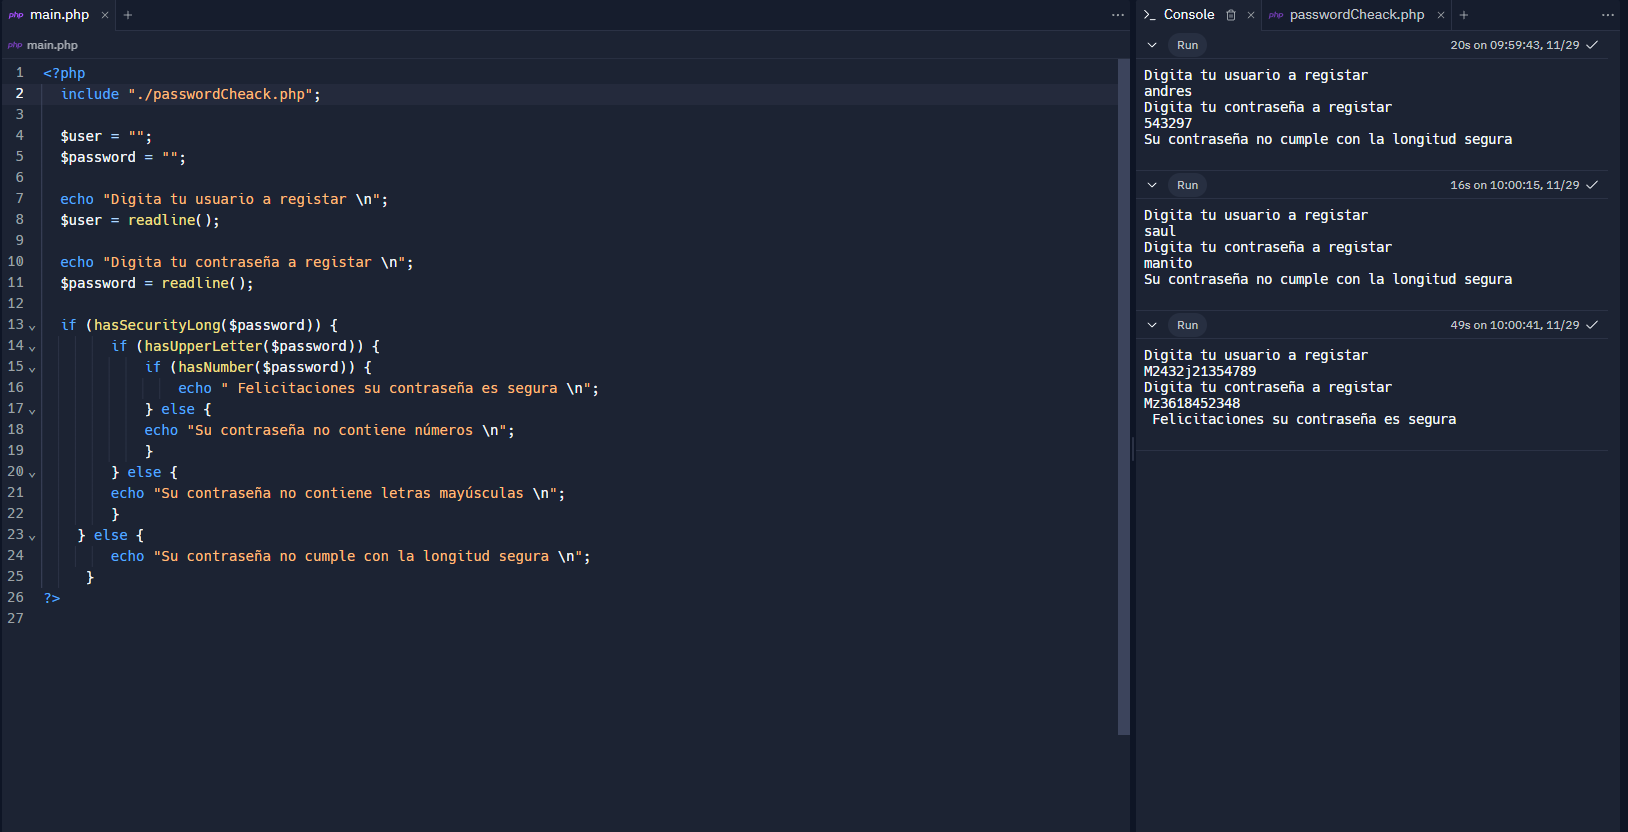 php main.php × +
php main.php
1 <?php
2 include "./passwordCheack.php";
3
4 $user = "";
5 $password = "";
6
7 echo "Digita tu usuario a registar \n";
8 $user = readline();
9
10 echo "Digita tu contraseña a registar \n";
11 $password = readline();
12
13 if (hasSecurityLong($password)) {
14 if (hasUpperLetter($password)) {
15 if (hasNumber($password)) {
16 echo " Felicitaciones su contraseña es segura \n";
17 } else {
18 echo "Su contraseña no contiene números \n";
19 }
20 } else {
21 echo "Su contraseña no contiene letras mayúsculas \n";
22 }
23 } else {
24 echo "Su contraseña no cumple con la longitud segura \n";
25 }
26 ?>
27
>_ Console × php passwordCheack.php × +
Run 20s on 09:59:43, 11/29
Digita tu usuario a registar
andres
Digita tu contraseña a registar
543297
Su contraseña no cumple con la longitud segura
Run 16s on 10:00:15, 11/29
Digita tu usuario a registar
saul
Digita tu contraseña a registar
manito
Su contraseña no cumple con la longitud segura
Run 49s on 10:00:41, 11/29
Digita tu usuario a registar
M2432j21354789
Digita tu contraseña a registar
Mz3618452348
Felicitaciones su contraseña es segura